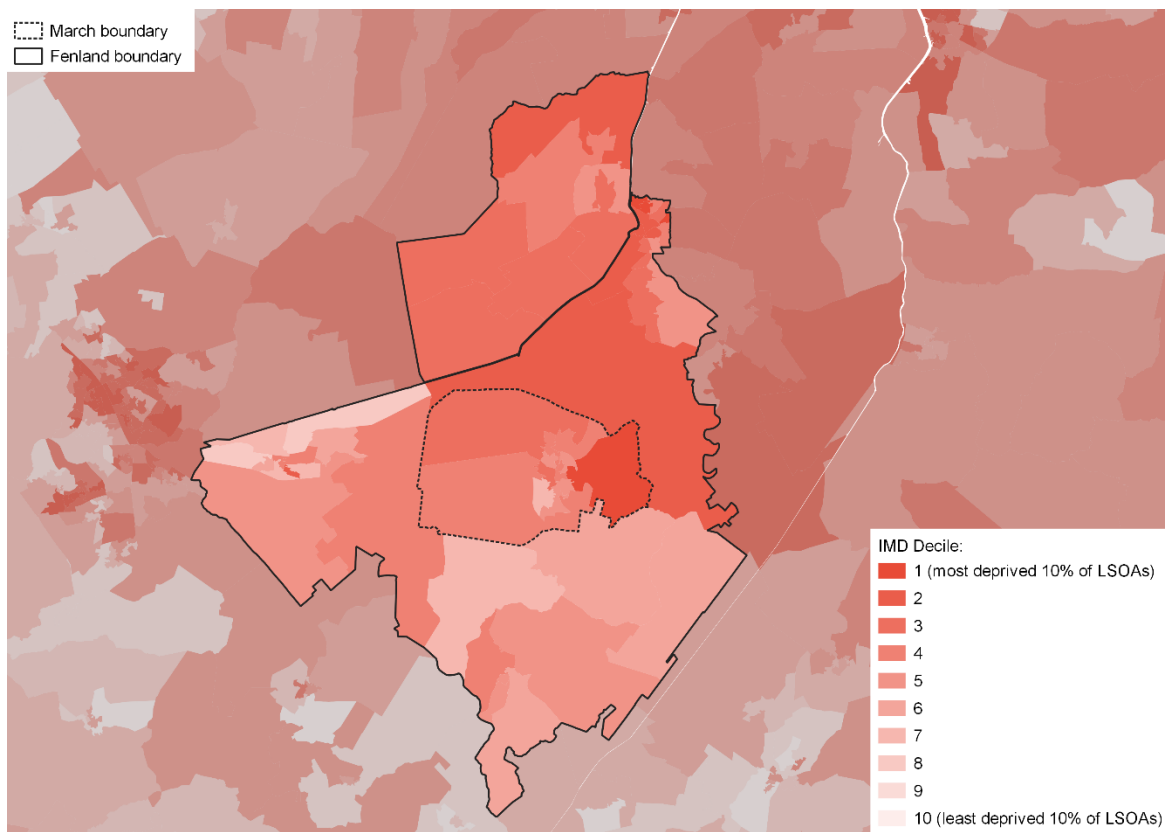 March boundary
Fenland boundary
IMD Decile:
1 (most deprived 10% of LSOAs)
2
3
4
5
6
7
8
9
10 (least deprived 10% of LSOAs)